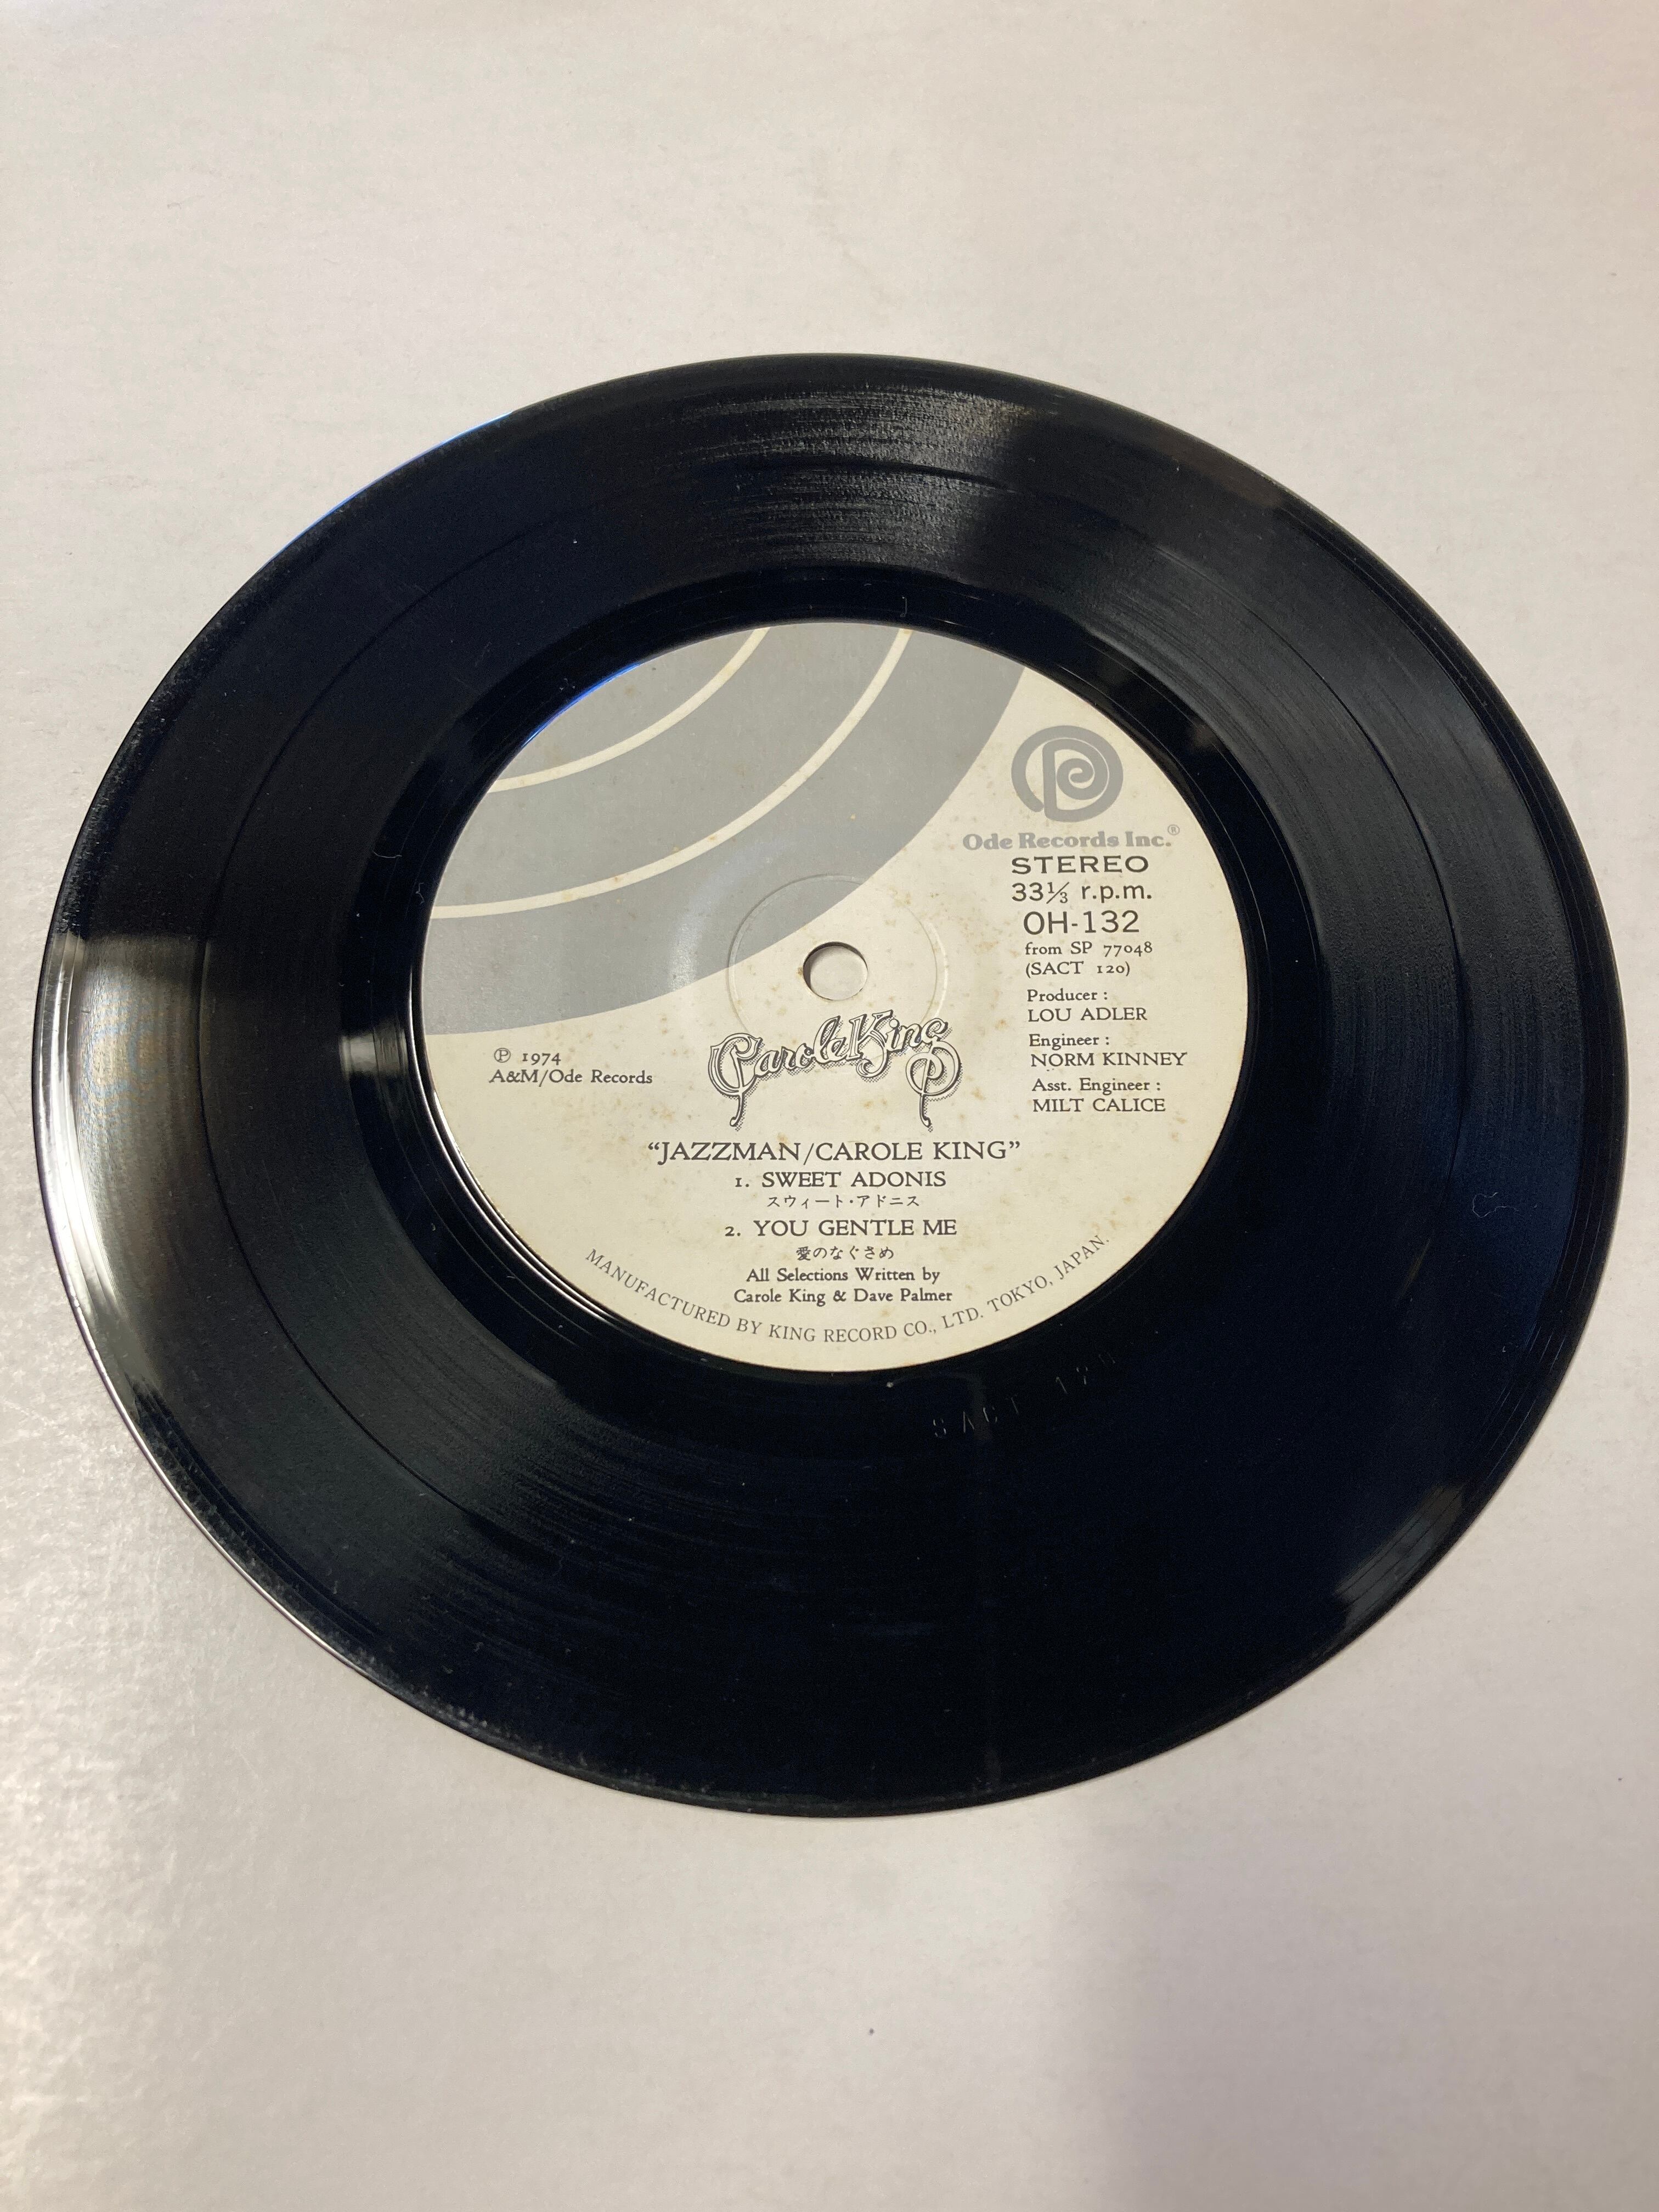 Ode Records Inc.®
STEREO
33⅓ r.p.m.
OH-132
from SP 77048
(SACT 120)
Producer :
LOU ADLER
Engineer :
NORM KINNEY
Asst. Engineer :
MILT CALICE
℗ 1974
A&M/Ode Records
Carole King
“JAZZMAN/CAROLE KING”
1. SWEET ADONIS
スウィート・アドニス
2. YOU GENTLE ME
愛のなぐさめ
All Selections Written by
Carole King & Dave Palmer
MANUFACTURED BY KING RECORD CO., LTD. TOKYO, JAPAN.
SACT 120